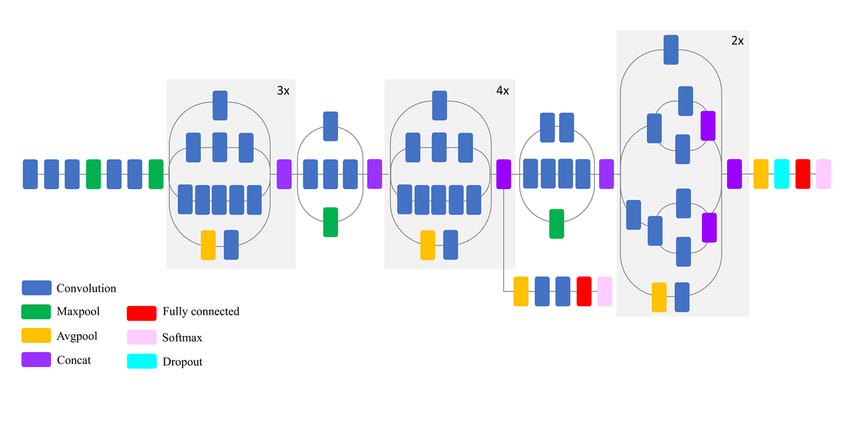 3x
4x
2x
Convolution
Maxpool
Avgpool
Concat
Fully connected
Softmax
Dropout